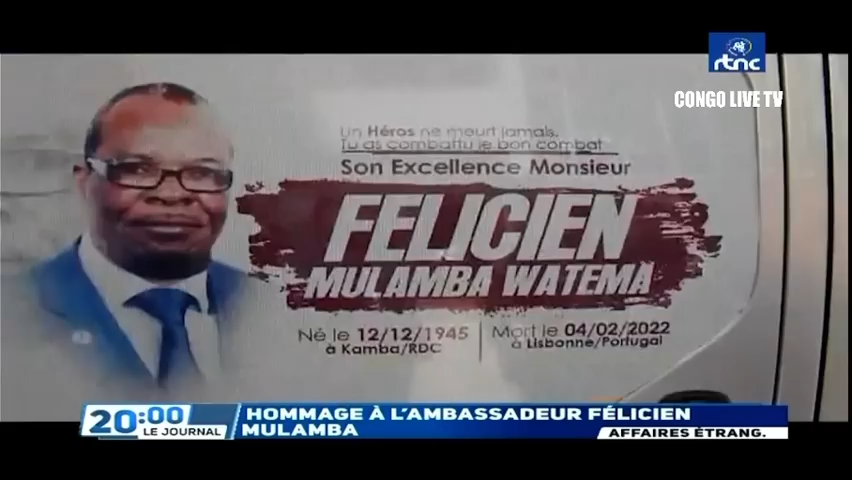 rtnc
CONGO LIVE TV
Un Héros ne meurt jamais.
Tu as combattu le bon combat
Son Excellence Monsieur
FELICIEN
MULAMBA WATEMA
Né le 12/12/1945
à Kamba/RDC
Mort le 04/02/2022
à Lisbonne/Portugal
20:00
LE JOURNAL
HOMMAGE À L'AMBASSADEUR FÉLICIEN
MULAMBA
AFFAIRES ÉTRANG.